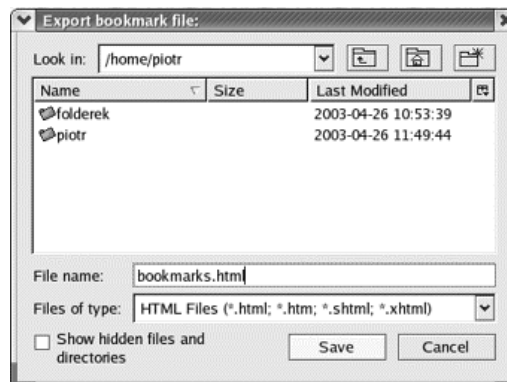 Export bookmark file:
Look in: /home/piotr
Name Size Last Modified
folderek 2003-04-26 10:53:39
piotr 2003-04-26 11:49:44
File name: bookmarks.html
Files of type: HTML Files (*.html; *.htm; *.shtml; *.xhtml)
Show hidden files and
directories
Save Cancel